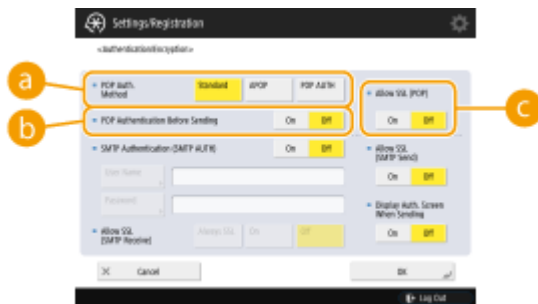 Settings/Registration
<Authentication/Encryption>
a
POP Auth.
Method
Standard
APOP
POP AUTH
Allow SSL (POP)
On
Off
c
b
POP Authentication Before Sending
On
Off
SMTP Authentication (SMTP AUTH)
On
Off
Allow SSL
(SMTP Send)
On
Off
User Name
Password
Display Auth. Screen
When Sending
On
Off
Allow SSL
(SMTP Receive)
Always SSL
On
Off
Cancel
OK
Log Out